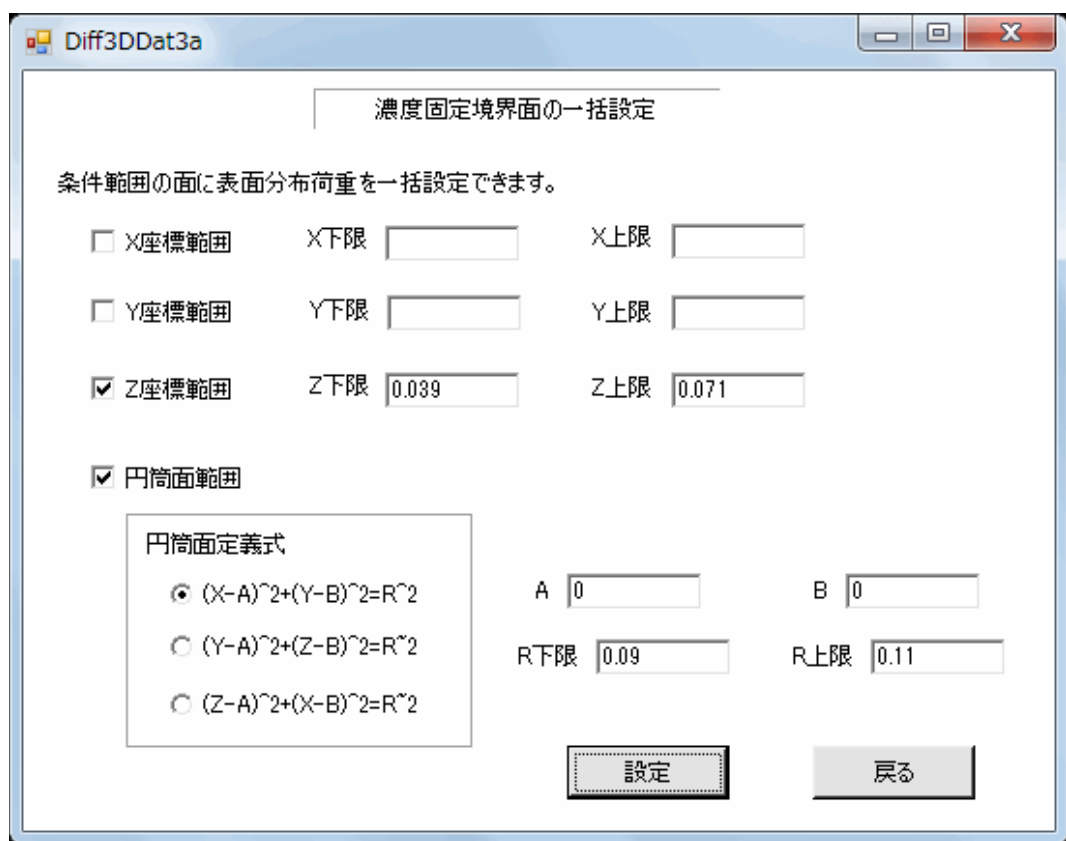 Diff3DDat3a
濃度固定境界面の一括設定
条件範囲の面に表面分布荷重を一括設定できます。
X座標範囲 X下限 X上限
Y座標範囲 Y下限 Y上限
Z座標範囲 Z下限 0.039 Z上限 0.071
円筒面範囲
円筒面定義式
(X-A)^2+(Y-B)^2=R^2 A 0 B 0
(Y-A)^2+(Z-B)^2=R^2 R下限 0.09 R上限 0.11
(Z-A)^2+(X-B)^2=R^2
設定 戻る